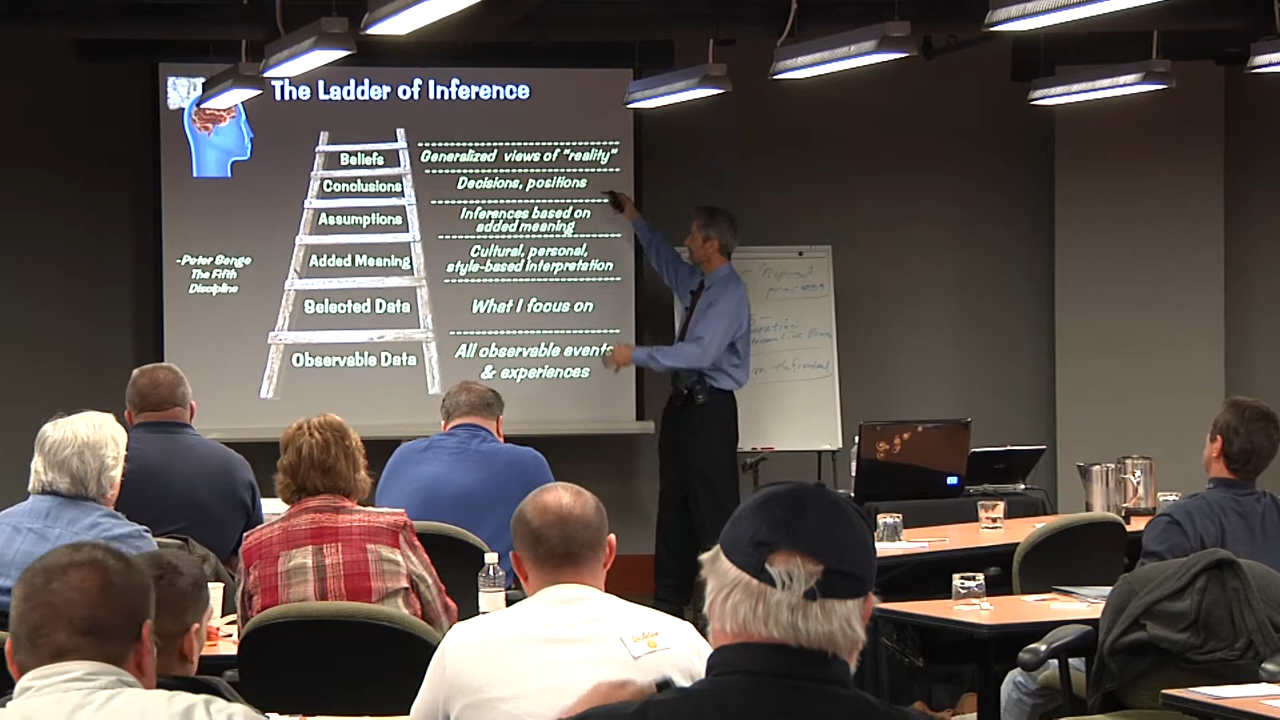 The Ladder of Inference
Beliefs
Generalized views of "reality"
Conclusions
Decisions, positions
Assumptions
Inferences based on
added meaning
Added Meaning
Cultural, personal,
style-based interpretation
Selected Data
What I focus on
Observable Data
All observable events
& experiences
-Peter Senge
The Fifth
Discipline
process